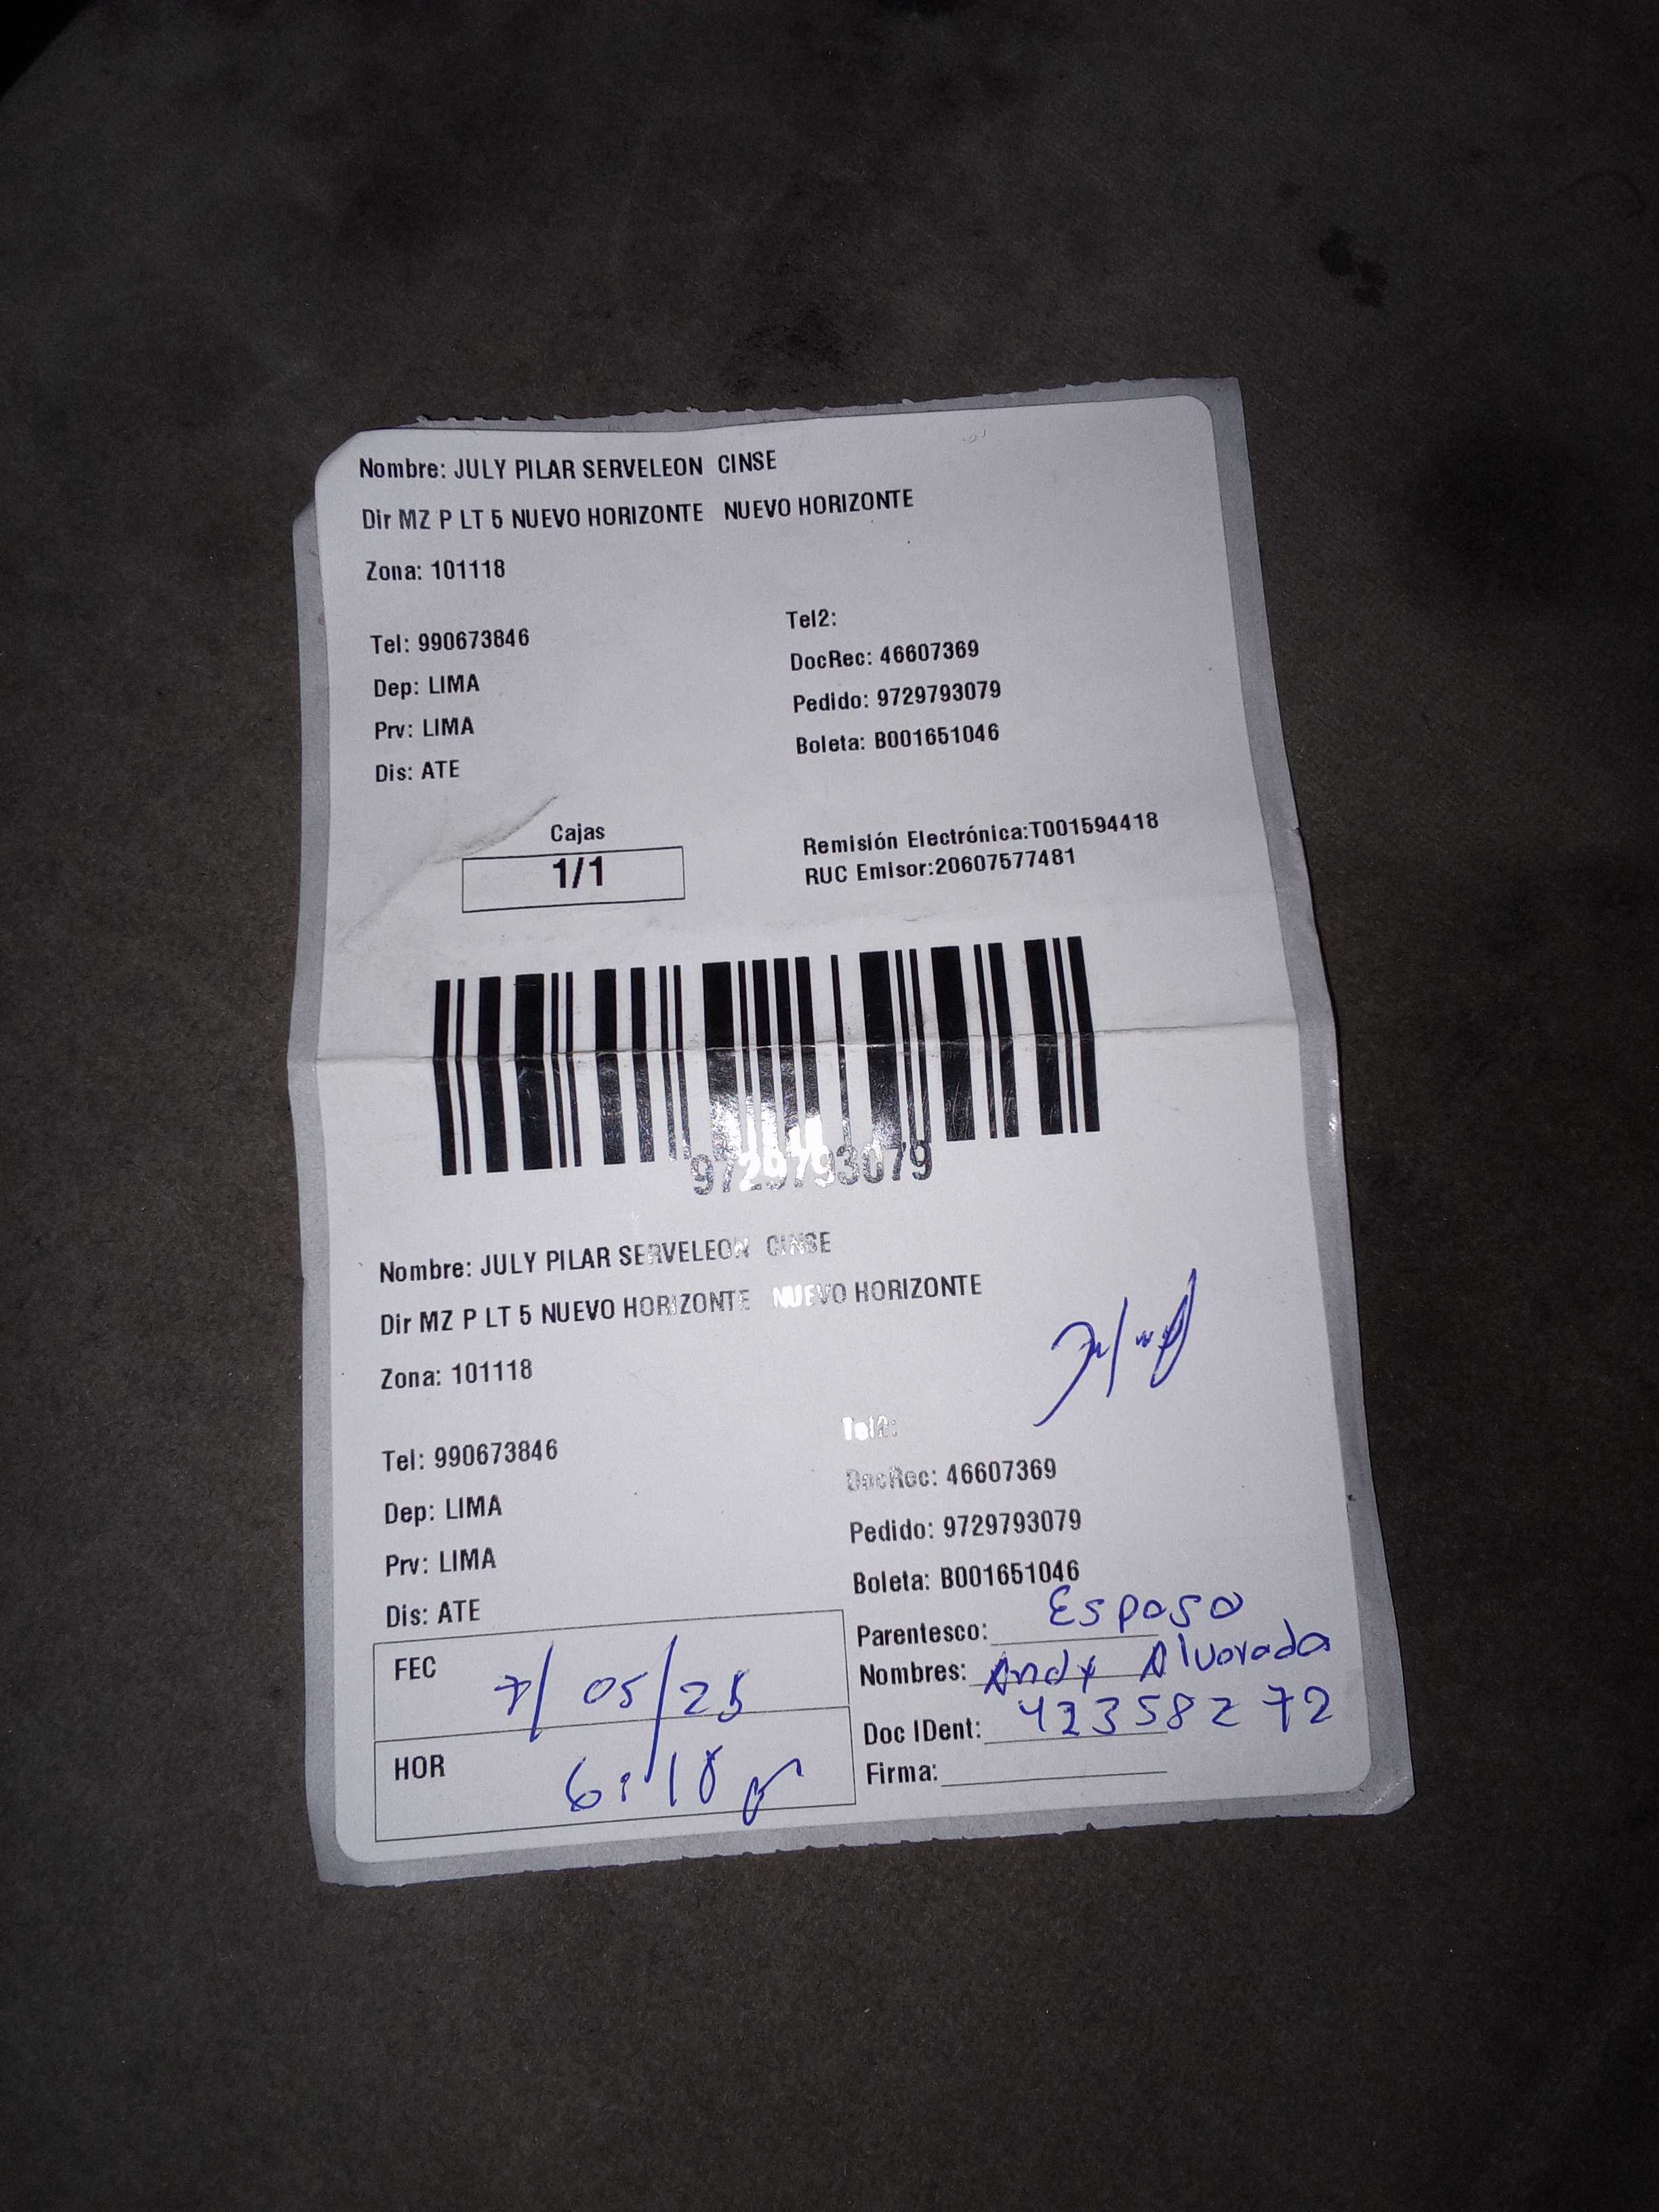 Nombre: JULY PILAR SERVELEON CINSE
Dir MZ P LT 5 NUEVO HORIZONTE NUEVO HORIZONTE
Zona: 101118
Tel: 990673846
Dep: LIMA
Prv: LIMA
Dis: ATE
Tel2:
DocRec: 46607369
Pedido: 9729793079
Boleta: B001651046
Cajas
1/1
Remisión Electrónica:T001594418
RUC Emisor:20607577481
9729793079
Nombre: JULY PILAR SERVELEON CINSE
Dir MZ P LT 5 NUEVO HORIZONTE NUEVO HORIZONTE
Zona: 101118
Tel: 990673846
Dep: LIMA
Prv: LIMA
Dis: ATE
Tel2:
DocRec: 46607369
Pedido: 9729793079
Boleta: B001651046
FEC 7/05/25
HOR
Parentesco: Esposo
Nombres: Andy Alvorada
Doc IDent: 42358272
Firma: